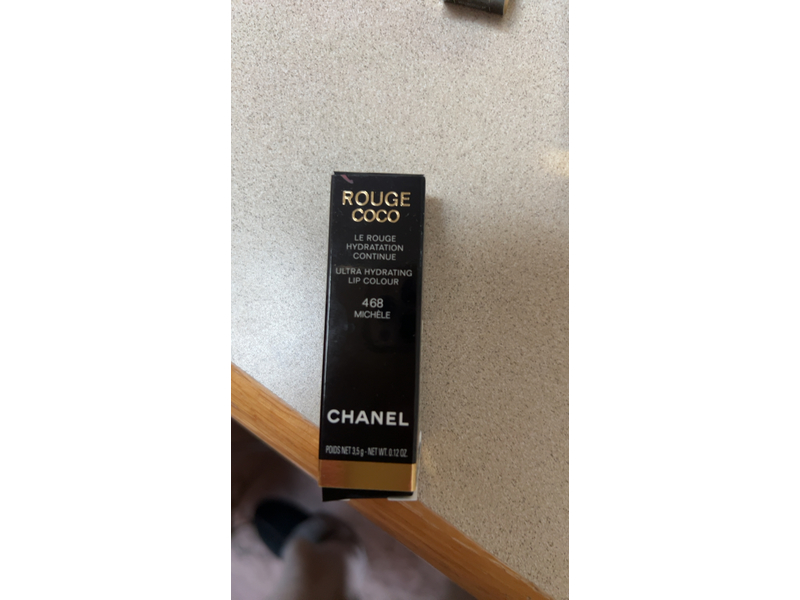 ROUGE
COCO
LE ROUGE
HYDRATATION
CONTINUE
ULTRA HYDRATING
LIP COLOUR
468
MICHÈLE
CHANEL
POIDS NET 3,5 g - NET WT. 0.12 OZ.